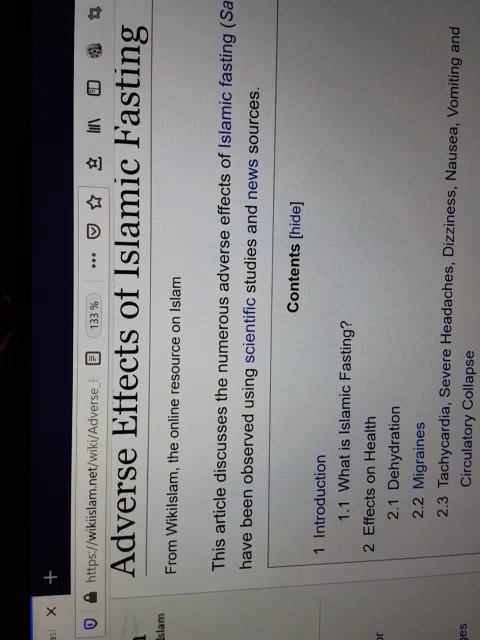 https://wikiislam.net/wiki/Adverse_E
133 %
Adverse Effects of Islamic Fasting
From WikiIslam, the online resource on Islam
This article discusses the numerous adverse effects of Islamic fasting (Sa
have been observed using scientific studies and news sources.
Contents [hide]
1 Introduction
1.1 What is Islamic Fasting?
2 Effects on Health
2.1 Dehydration
2.2 Migraines
2.3 Tachycardia, Severe Headaches, Dizziness, Nausea, Vomiting and
Circulatory Collapse